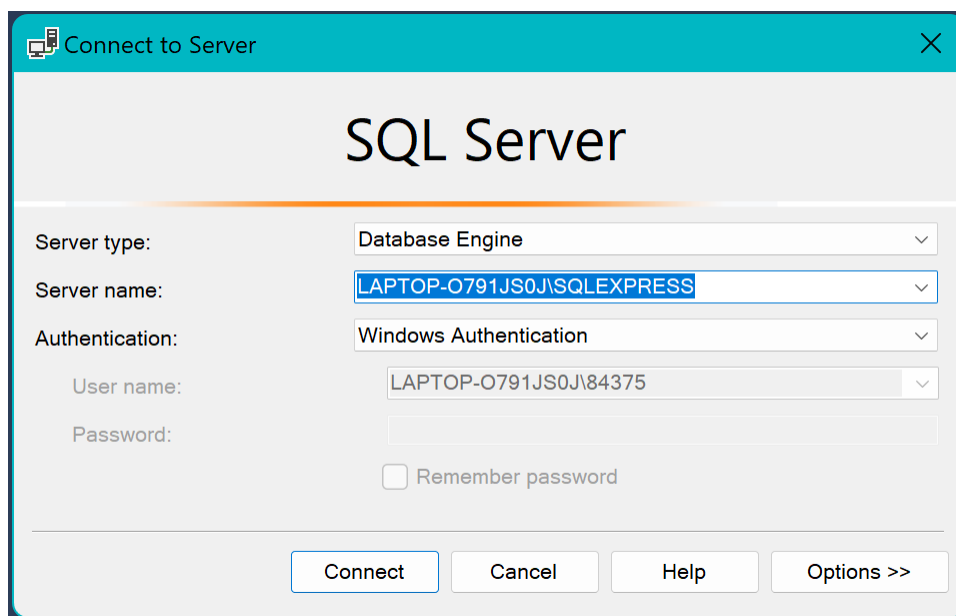 Connect to Server
SQL Server
Server type: Database Engine
Server name: LAPTOP-O791JS0J\SQLEXPRESS
Authentication: Windows Authentication
User name: LAPTOP-O791JS0J\84375
Password:
Remember password
Connect Cancel Help Options >>